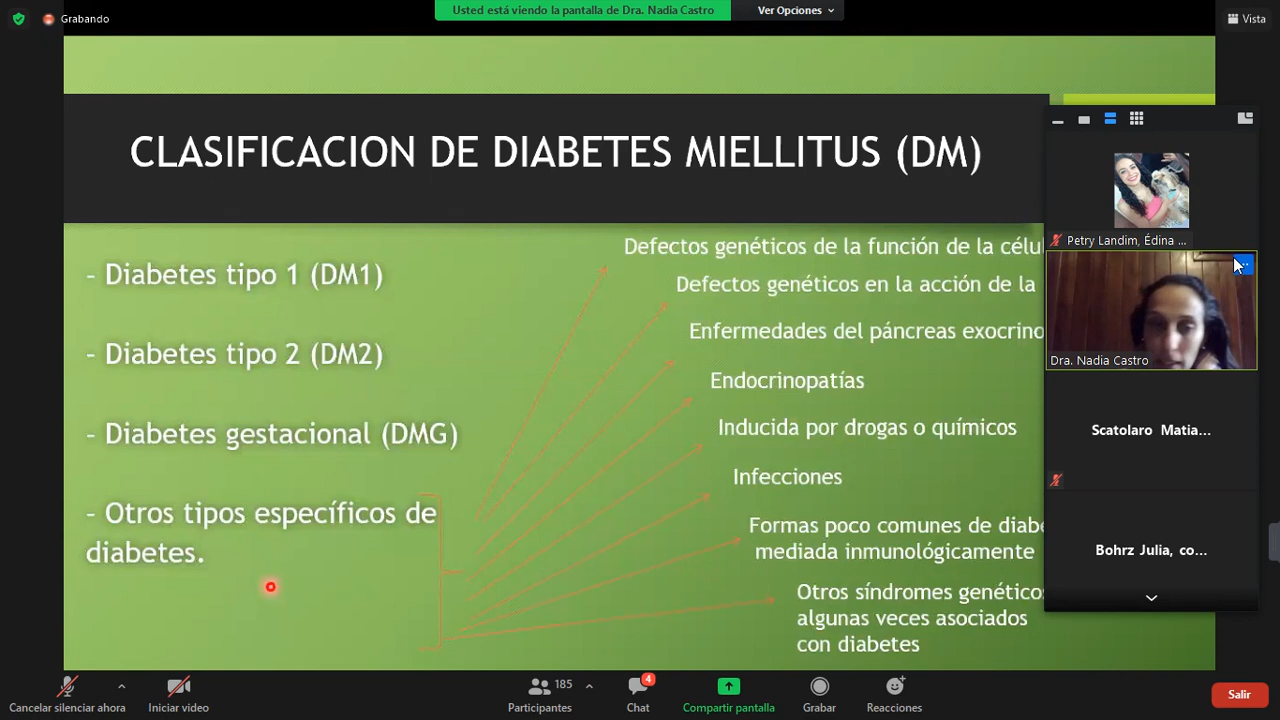 Grabando
Usted está viendo la pantalla de Dra. Nadia Castro
Ver Opciones
Vista
CLASIFICACION DE DIABETES MIELLITUS (DM)
- Diabetes tipo 1 (DM1)
- Diabetes tipo 2 (DM2)
- Diabetes gestacional (DMG)
- Otros tipos específicos de
diabetes.
Defectos genéticos de la función de la célu
Defectos genéticos en la acción de la
Enfermedades del páncreas exocrino
Endocrinopatías
Inducida por drogas o químicos
Infecciones
Formas poco comunes de diabe
mediada inmunológicamente
Otros síndromes genéticos
algunas veces asociados
con diabetes
Petry Landim, Édina ...
Dra. Nadia Castro
Scatolaro Matia...
Bohrz Julia, co...
Cancelar silenciar ahora
Iniciar video
185
Participantes
4
Chat
Compartir pantalla
Grabar
Reacciones
Salir